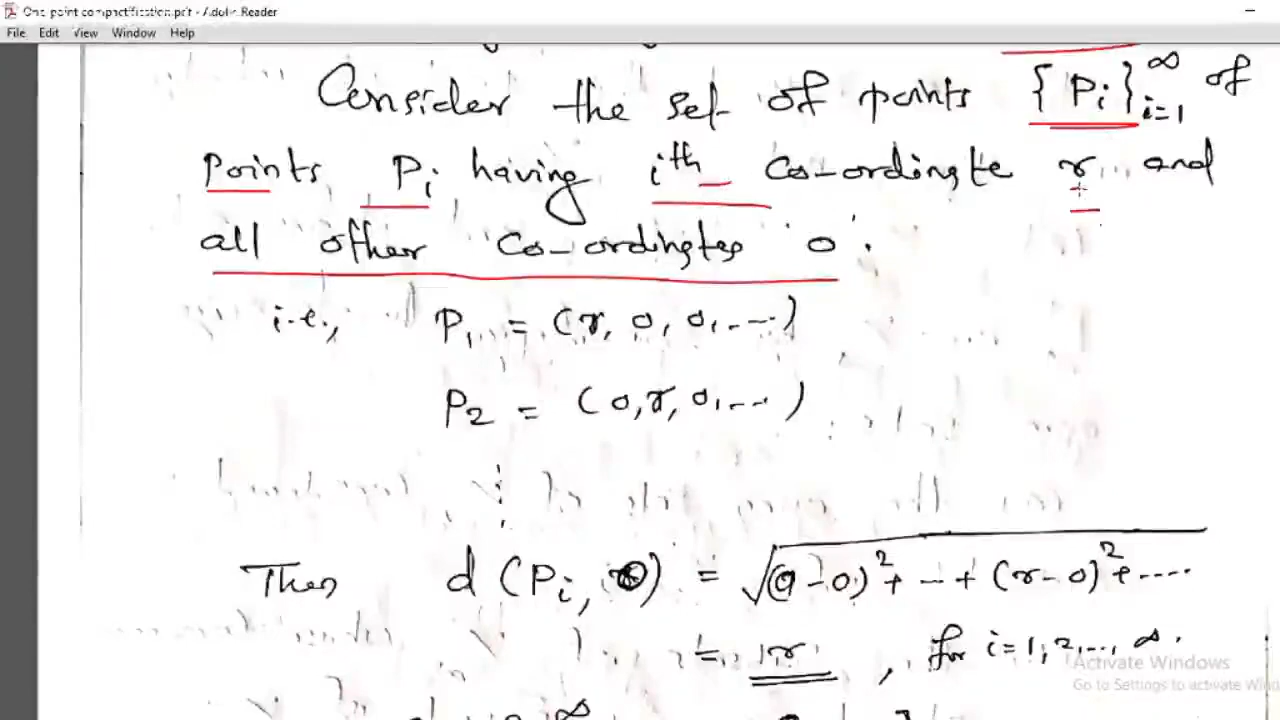 One point compactification.pdf - Adobe Reader
File Edit View Window Help
Consider the set of points {Pi}∞i=1 of
points Pi having ith co-ordinate r and
all other co-ordinates 0.
i.e., P1 = (r, 0, 0, ...)
P2 = (0, r, 0, ...)
⋮
Then d(Pi, 0) = √(0-0)²+ ... + (r-0)²+ ....
= r, for i=1,2,..., ∞.
Activate Windows
Go to Settings to activate Win